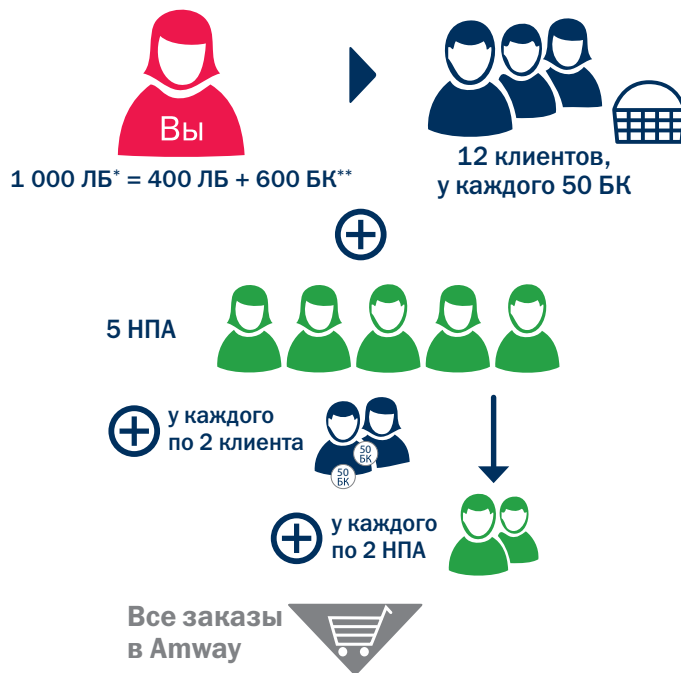 Вы
1 000 ЛБ* = 400 ЛБ + 600 БК**
12 клиентов,
у каждого 50 БК
5 НПА
у каждого
по 2 клиента
50
БК
50
БК
у каждого
по 2 НПА
Все заказы
в Amway